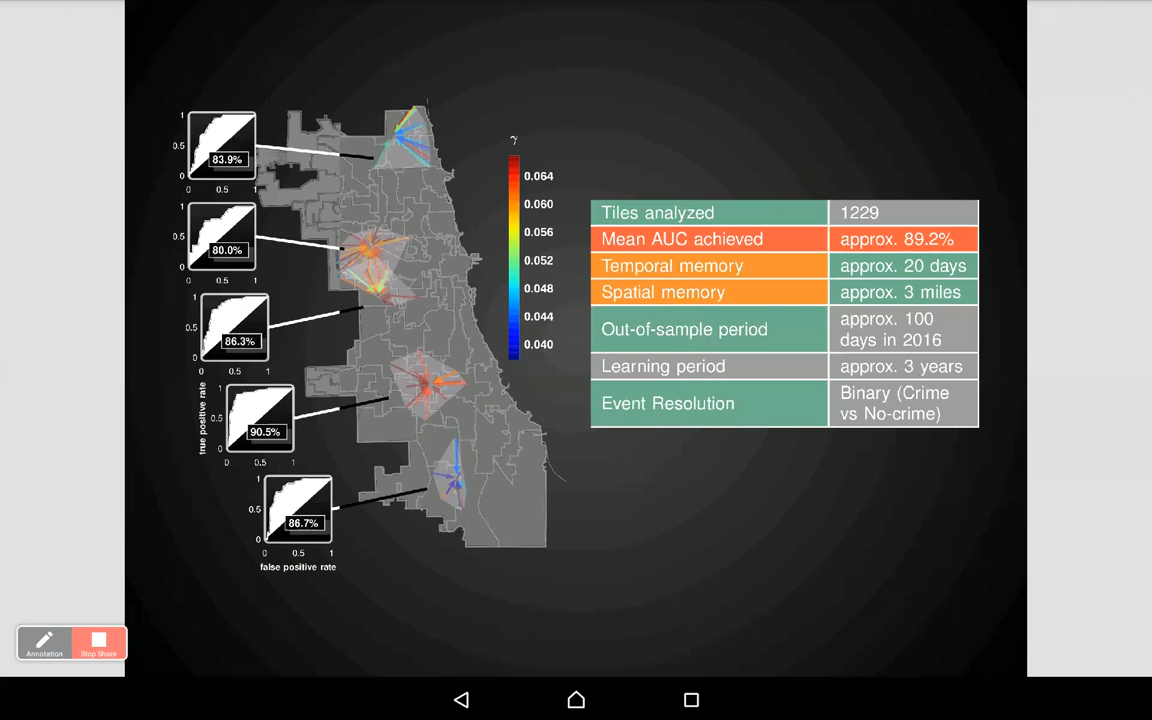 1
0.5
0
83.9%
0 0.5 1
1
0.5
0
80.0%
0 0.5 1
1
0.5
0
86.3%
0 0.5 1
1
0.5
0
90.5%
0 0.5 1
true positive rate
1
0.5
0
86.7%
0 0.5 1
false positive rate
γ
0.064
0.060
0.056
0.052
0.048
0.044
0.040
Tiles analyzed 1229
Mean AUC achieved approx. 89.2%
Temporal memory approx. 20 days
Spatial memory approx. 3 miles
Out-of-sample period approx. 100
days in 2016
Learning period approx. 3 years
Event Resolution Binary (Crime
vs No-crime)
Annotation Stop Share